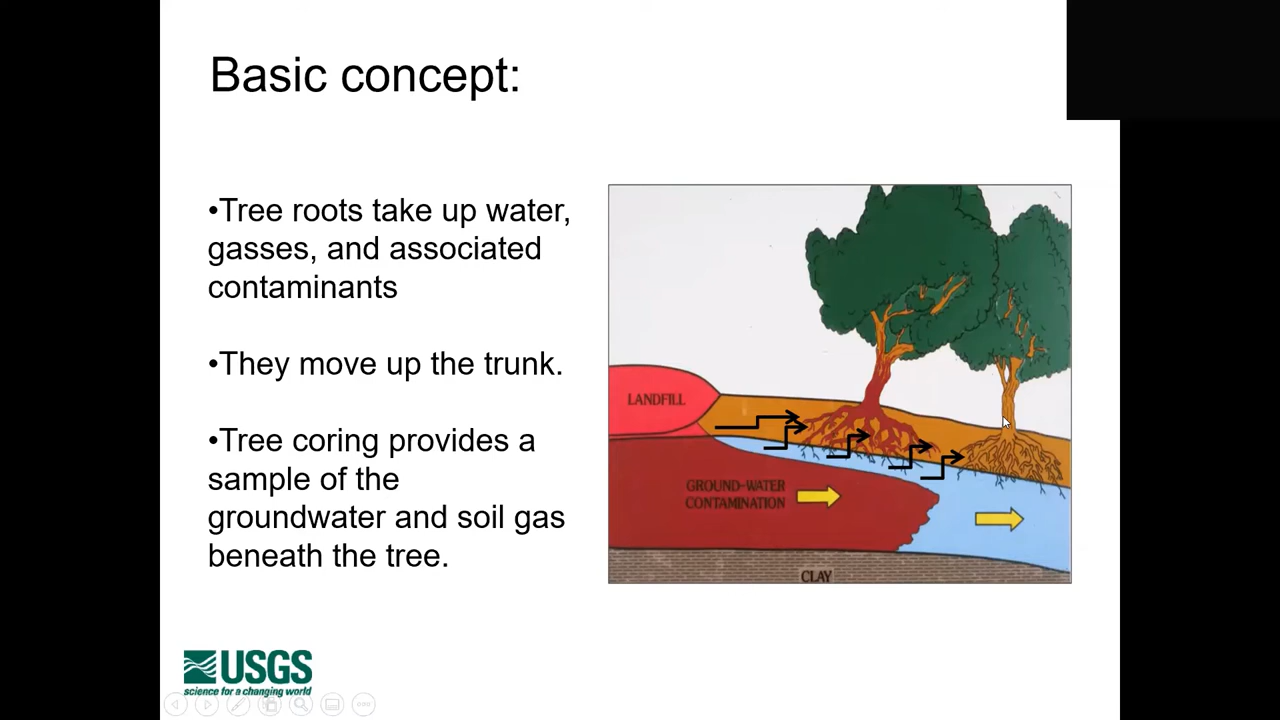 Basic concept:
•Tree roots take up water,
gasses, and associated
contaminants
•They move up the trunk.
•Tree coring provides a
sample of the
groundwater and soil gas
beneath the tree.
LANDFILL
GROUND-WATER
CONTAMINATION
CLAY
USGS
science for a changing world